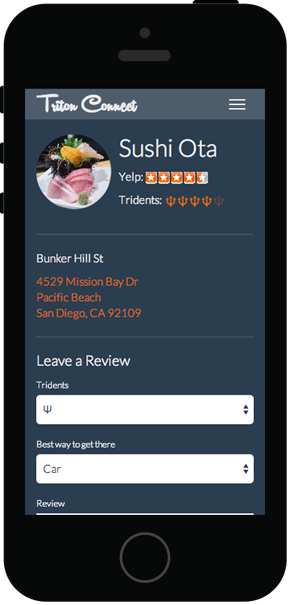 Triton Connect
Sushi Ota
Yelp:
Tridents:
Bunker Hill St
4529 Mission Bay Dr
Pacific Beach
San Diego, CA 92109
Leave a Review
Tridents
Ψ
Best way to get there
Car
Review